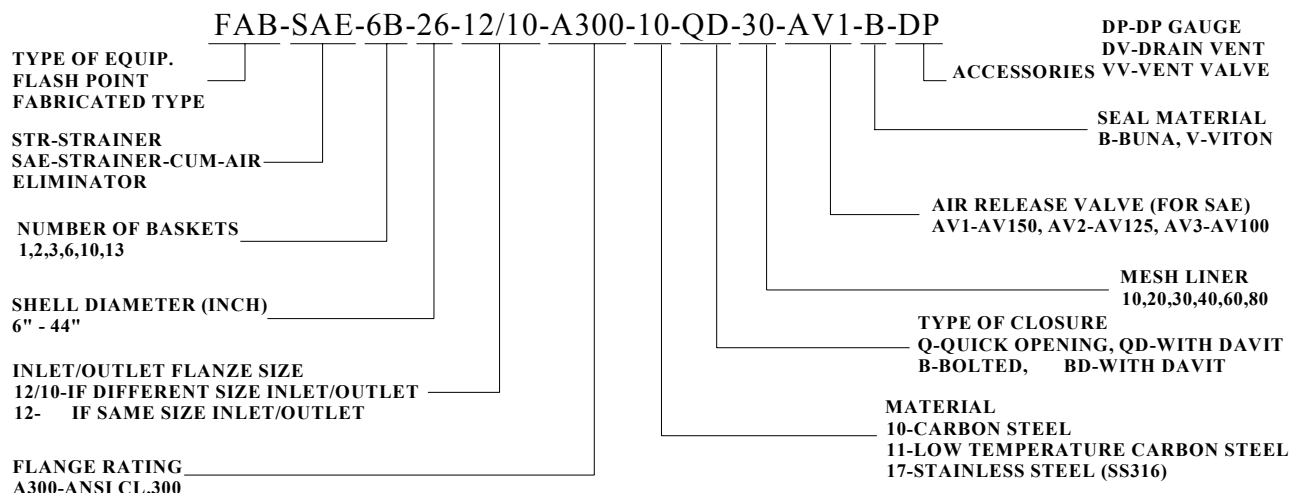 FAB-SAE-6B-26-12/10-A300-10-QD-30-AV1-B-DP
TYPE OF EQUIP.
FLASH POINT
FABRICATED TYPE
STR-STRAINER
SAE-STRAINER-CUM-AIR
ELIMINATOR
NUMBER OF BASKETS
1,2,3,6,10,13
SHELL DIAMETER (INCH)
6" - 44"
INLET/OUTLET FLANZE SIZE
12/10-IF DIFFERENT SIZE INLET/OUTLET
12- IF SAME SIZE INLET/OUTLET
FLANGE RATING
A300-ANSI CL.300
DP-DP GAUGE
DV-DRAIN VENT
ACCESSORIES VV-VENT VALVE
SEAL MATERIAL
B-BUNA, V-VITON
AIR RELEASE VALVE (FOR SAE)
AV1-AV150, AV2-AV125, AV3-AV100
MESH LINER
10,20,30,40,60,80
TYPE OF CLOSURE
Q-QUICK OPENING, QD-WITH DAVIT
B-BOLTED, BD-WITH DAVIT
MATERIAL
10-CARBON STEEL
11-LOW TEMPERATURE CARBON STEEL
17-STAINLESS STEEL (SS316)